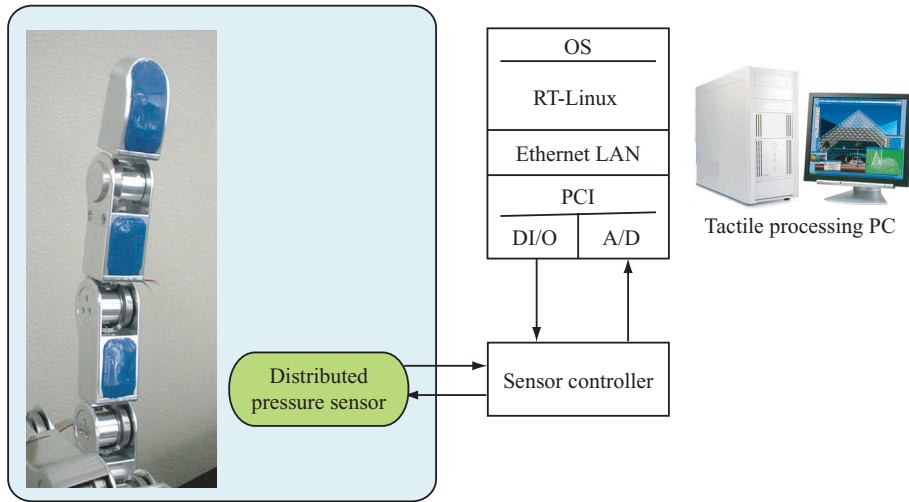 OS
RT-Linux
Ethernet LAN
PCI
DI/O
A/D
Tactile processing PC
Distributed
pressure sensor
Sensor controller